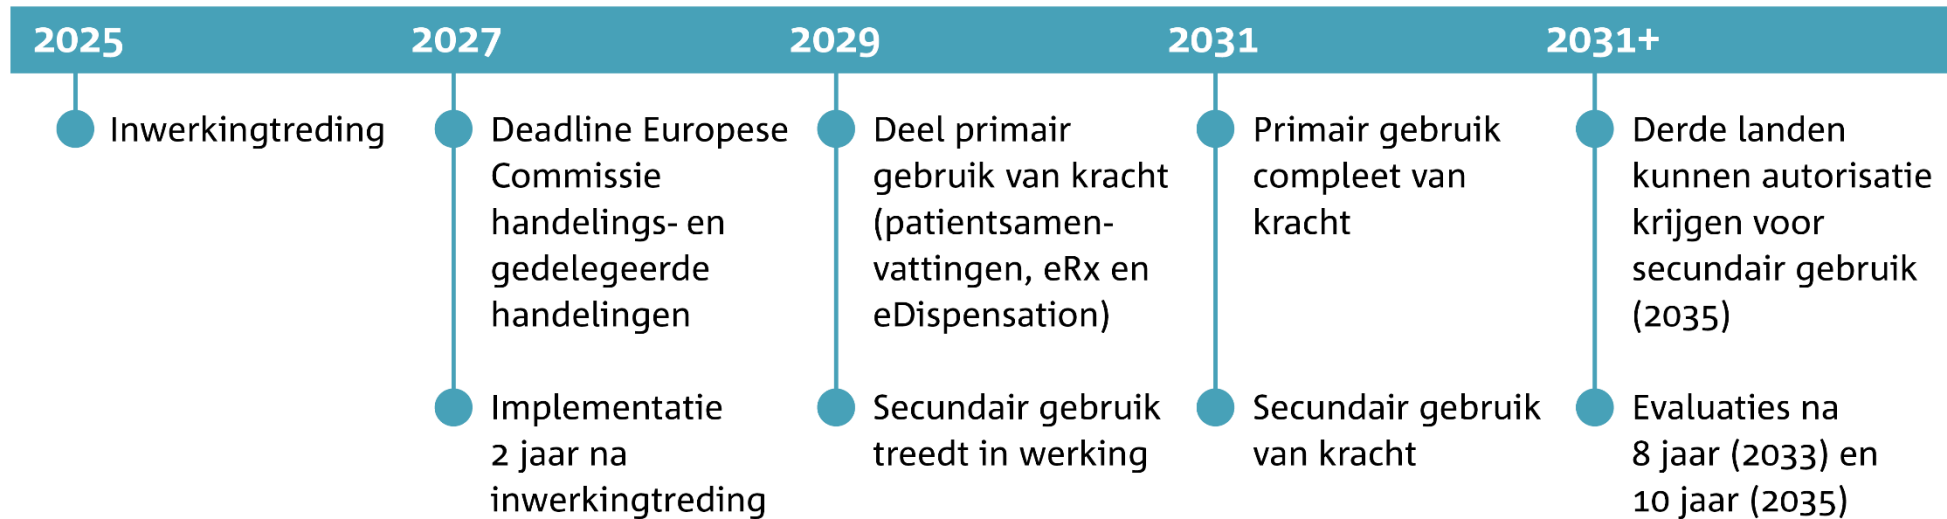 2025
2027
2029
2031
2031+
Inwerkingtreding
Deadline Europese
Commissie
handelings- en
gedelegeerde
handelingen
Implementatie
2 jaar na
inwerkingtreding
Deel primair
gebruik van kracht
(patientsamen-
vattingen, eRx en
eDispensation)
Secundair gebruik
treedt in werking
Primair gebruik
compleet van
kracht
Secundair gebruik
van kracht
Derde landen
kunnen autorisatie
krijgen voor
secundair gebruik
(2035)
Evaluaties na
8 jaar (2033) en
10 jaar (2035)